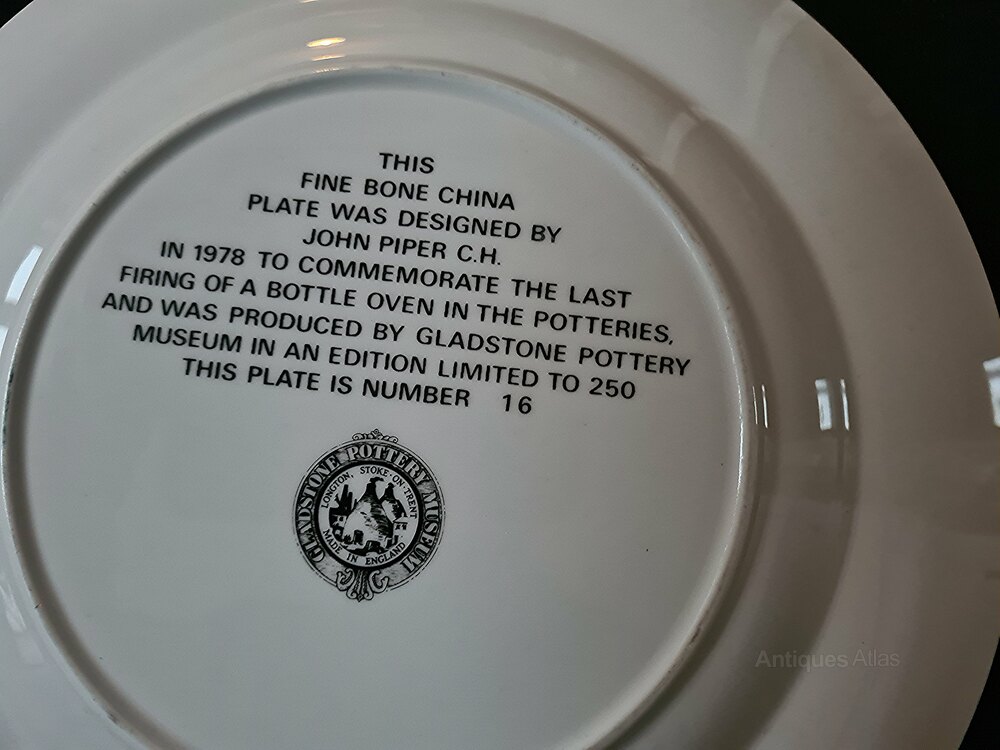 THIS
FINE BONE CHINA
PLATE WAS DESIGNED BY
JOHN PIPER C.H.
IN 1978 TO COMMEMORATE THE LAST
FIRING OF A BOTTLE OVEN IN THE POTTERIES,
AND WAS PRODUCED BY GLADSTONE POTTERY
MUSEUM IN AN EDITION LIMITED TO 250
THIS PLATE IS NUMBER 16
GLADSTONE POTTERY MUSEUM
LONGTON, STOKE-ON-TRENT
MADE IN ENGLAND
Antiques Atlas